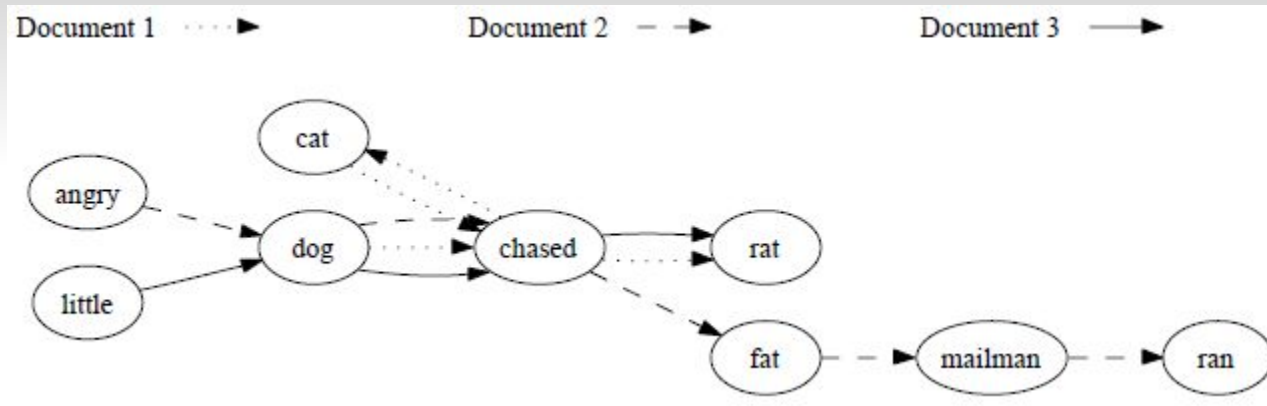 Document 1 Document 2 Document 3
cat
angry
dog chased rat
little
fat mailman ran